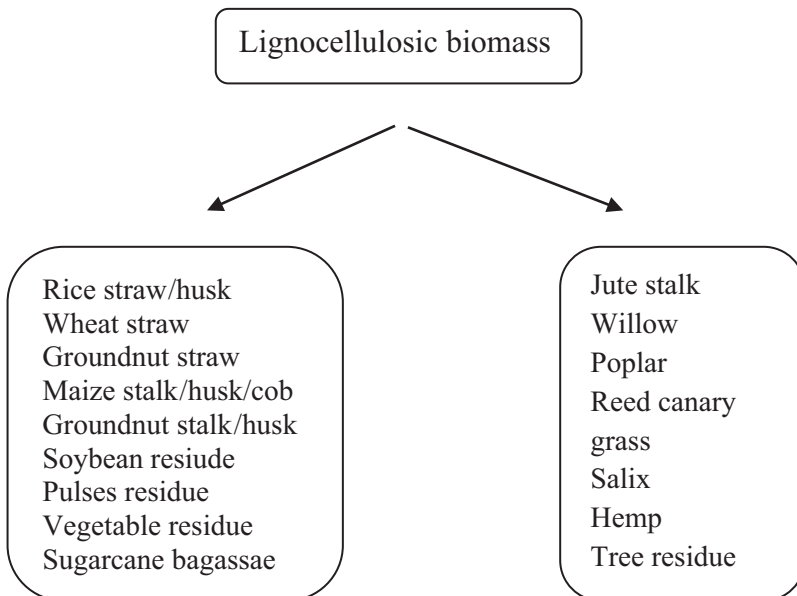 Lignocellulosic biomass
Rice straw/husk
Wheat straw
Groundnut straw
Maize stalk/husk/cob
Groundnut stalk/husk
Soybean resiude
Pulses residue
Vegetable residue
Sugarcane bagassae
Jute stalk
Willow
Poplar
Reed canary
grass
Salix
Hemp
Tree residue